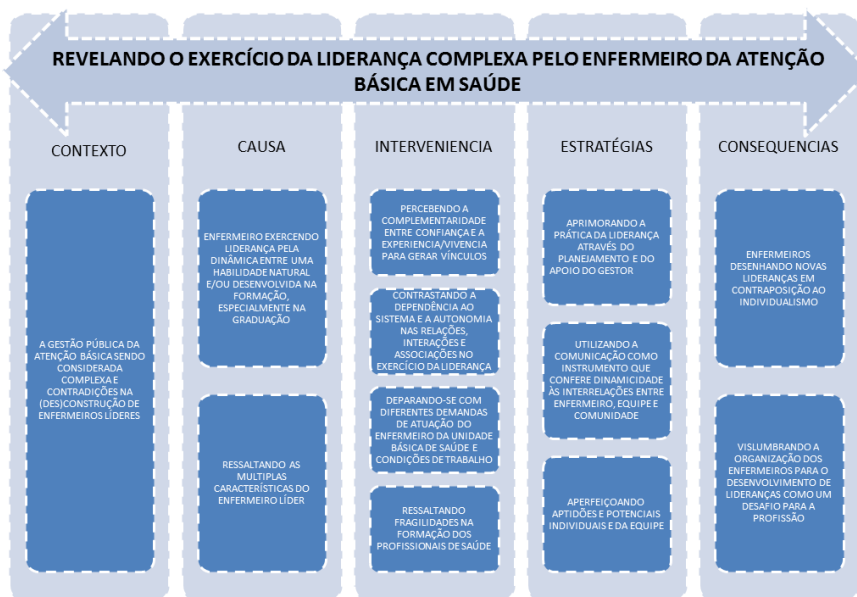 REVELANDO O EXERCÍCIO DA LIDERANÇA COMPLEXA PELO ENFERMEIRO DA ATENÇÃO
BÁSICA EM SAÚDE
CONTEXTO
A GESTÃO PÚBLICA DA
ATENÇÃO BÁSICA SENDO
CONSIDERADA
COMPLEXA E
CONTRADIÇÕES NA
(DES)CONSTRUÇÃO DE
ENFERMEIROS LÍDERES
CAUSA
ENFERMEIRO EXERCENDO
LIDERANÇA PELA
DINÂMICA ENTRE UMA
HABILIDADE NATURAL
E/OU DESENVOLVIDA NA
FORMAÇÃO,
ESPECIALMENTE NA
GRADUAÇÃO
RESSALTANDO AS
MULTIPLAS
CARACTERÍSTICAS DO
ENFERMEIRO LÍDER
INTERVENIENCIA
PERCEBENDO A
COMPLEMENTARIDADE
ENTRE CONFIANÇA E A
EXPERIENCIA/VIVENCIA
PARA GERAR VÍNCULOS
CONTRASTANDO A
DEPENDÊNCIA AO
SISTEMA E A AUTONOMIA
NAS RELAÇÕES,
INTERAÇÕES E
ASSOCIAÇÕES NO
EXERCÍCIO DA LIDERANÇA
DEPARANDO-SE COM
DIFERENTES DEMANDAS
DE ATUAÇÃO DO
ENFERMEIRO DA UNIDADE
BÁSICA DE SAÚDE E
CONDIÇÕES DE TRABALHO
RESSALTANDO
FRAGILIDADES NA
FORMAÇÃO DOS
PROFISSIONAIS DE SAÚDE
ESTRATÉGIAS
APRIMORANDO A
PRÁTICA DA LIDERANÇA
ATRAVÉS DO
PLANEJAMENTO E DO
APOIO DO GESTOR
UTILIZANDO A
COMUNICAÇÃO COMO
INSTRUMENTO QUE
CONFERE DINAMICIDADE
ÀS INTERRELAÇÕES ENTRE
ENFERMEIRO, EQUIPE E
COMUNIDADE
APERFEIÇOANDO
APTIDÕES E POTENCIAIS
INDIVIDUAIS E DA EQUIPE
CONSEQUENCIAS
ENFERMEIROS
DESENHANDO NOVAS
LIDERANÇAS EM
CONTRAPOSIÇÃO AO
INDIVIDUALISMO
VISLUMBRANDO A
ORGANIZAÇÃO DOS
ENFERMEIROS PARA O
DESENVOLVIMENTO DE
LIDERANÇAS COMO UM
DESAFIO PARA A
PROFISSÃO